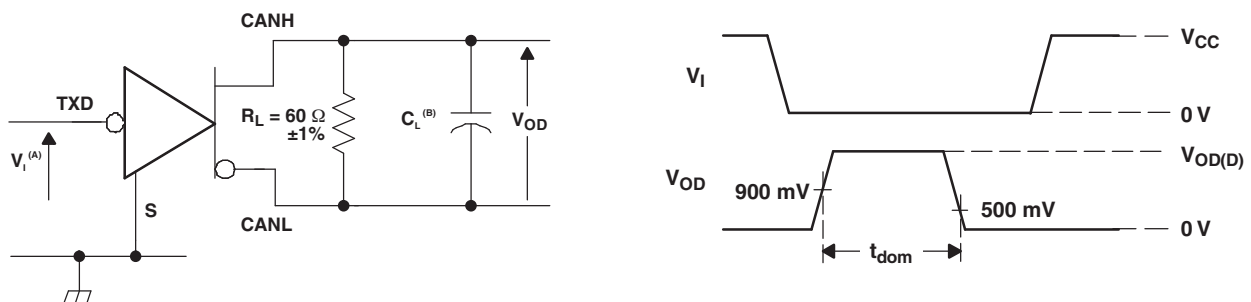 CANH
TXD
R_L = 60 Ω
±1%
C_L (B)
V_OD
V_I (A)
S
CANL
V_I
V_CC
0 V
V_OD
900 mV
V_OD(D)
500 mV
0 V
t_dom